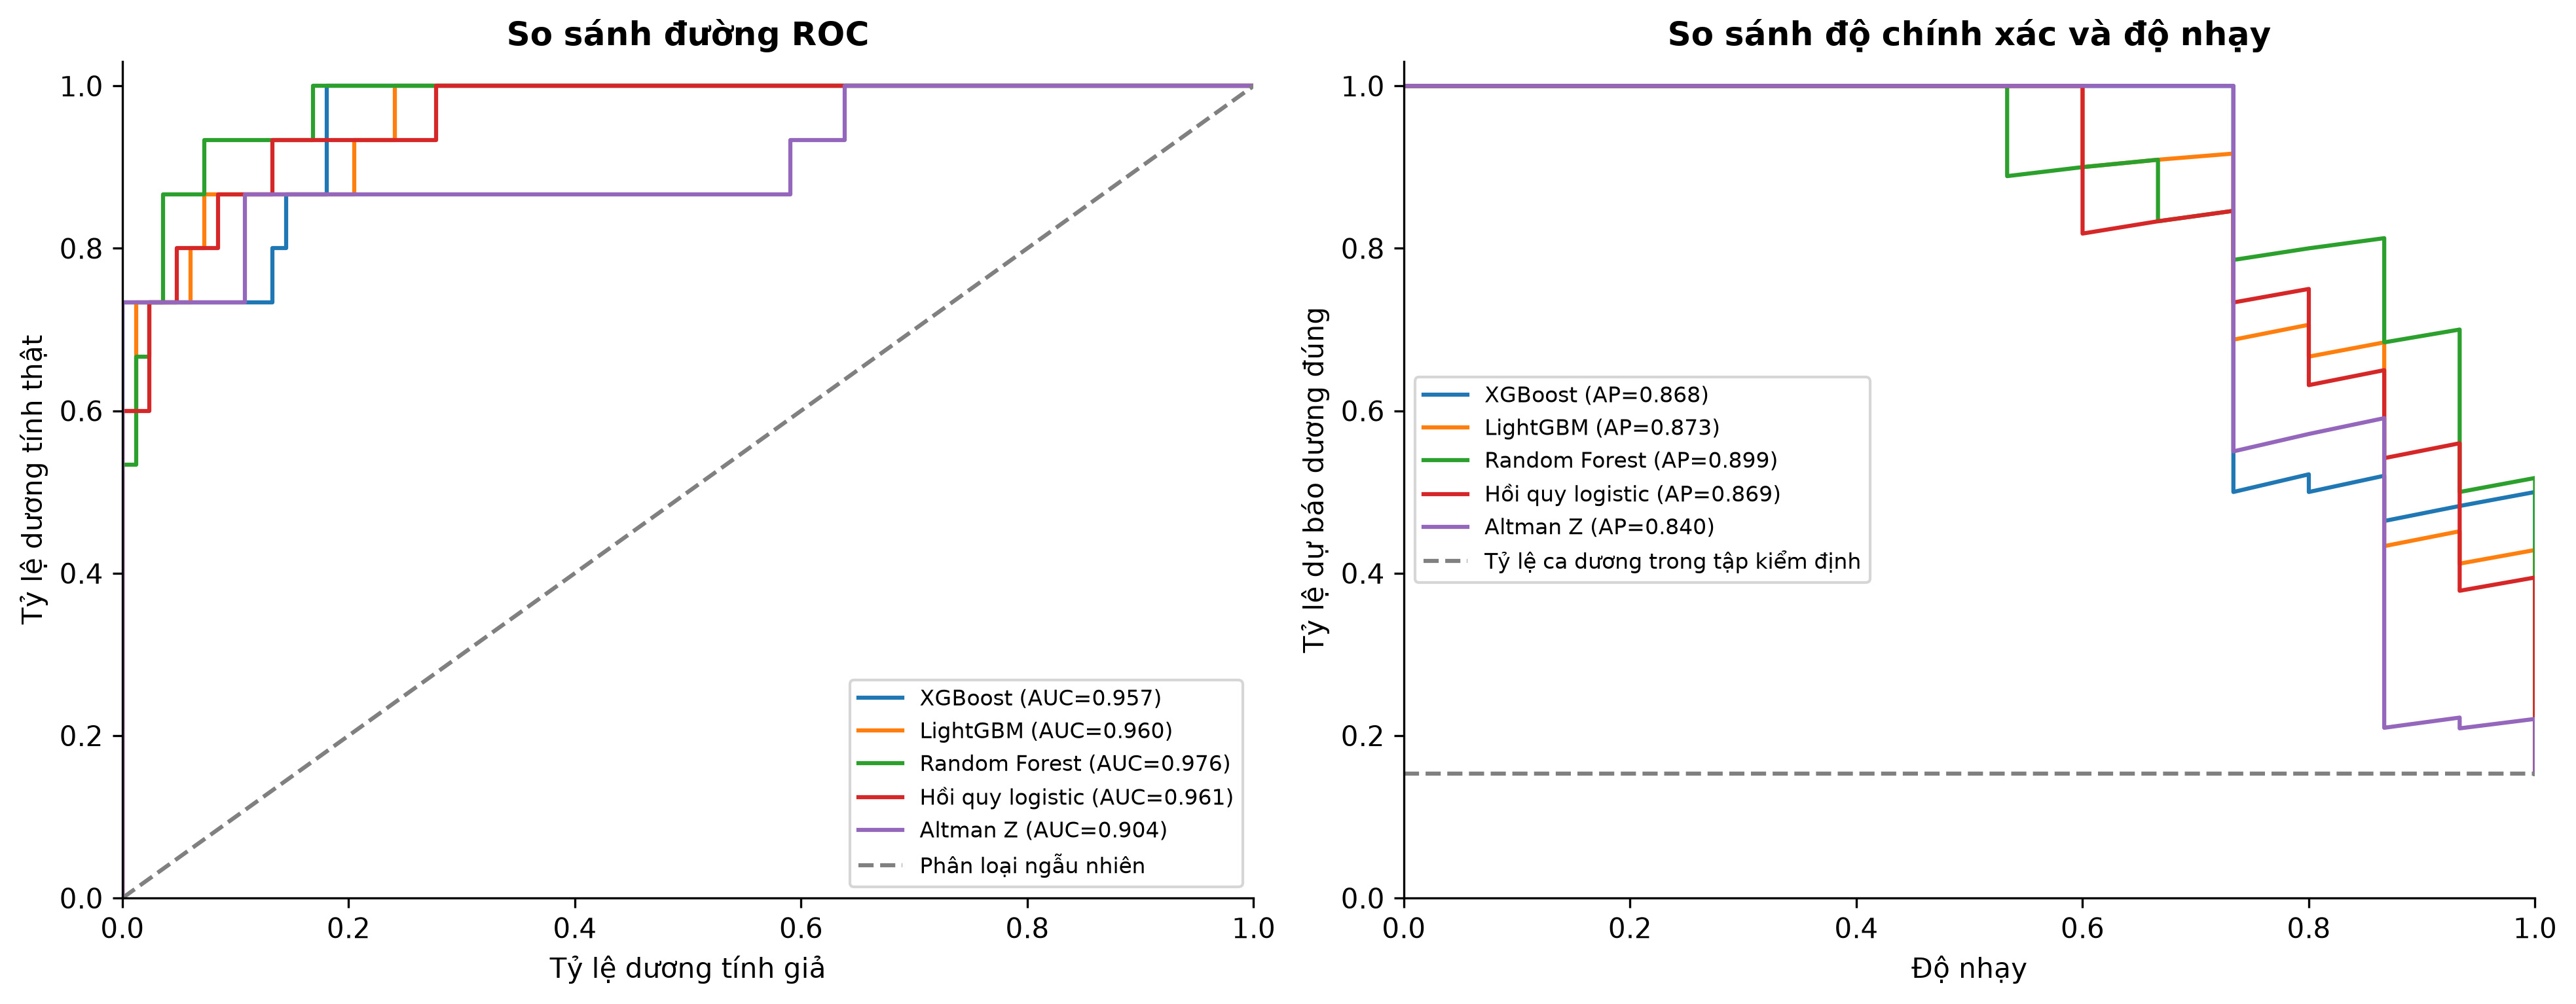 So sánh đường ROC
Tỷ lệ dương tính thật
1.0
0.8
0.6
0.4
0.2
0.0
XGBoost (AUC=0.957)
LightGBM (AUC=0.960)
Random Forest (AUC=0.976)
Hồi quy logistic (AUC=0.961)
Altman Z (AUC=0.904)
Phân loại ngẫu nhiên
0.0 0.2 0.4 0.6 0.8 1.0
Tỷ lệ dương tính giả
So sánh độ chính xác và độ nhạy
Tỷ lệ dự báo dương đúng
1.0
0.8
0.6
0.4
0.2
0.0
XGBoost (AP=0.868)
LightGBM (AP=0.873)
Random Forest (AP=0.899)
Hồi quy logistic (AP=0.869)
Altman Z (AP=0.840)
Tỷ lệ ca dương trong tập kiểm định
0.0 0.2 0.4 0.6 0.8 1.0
Độ nhạy